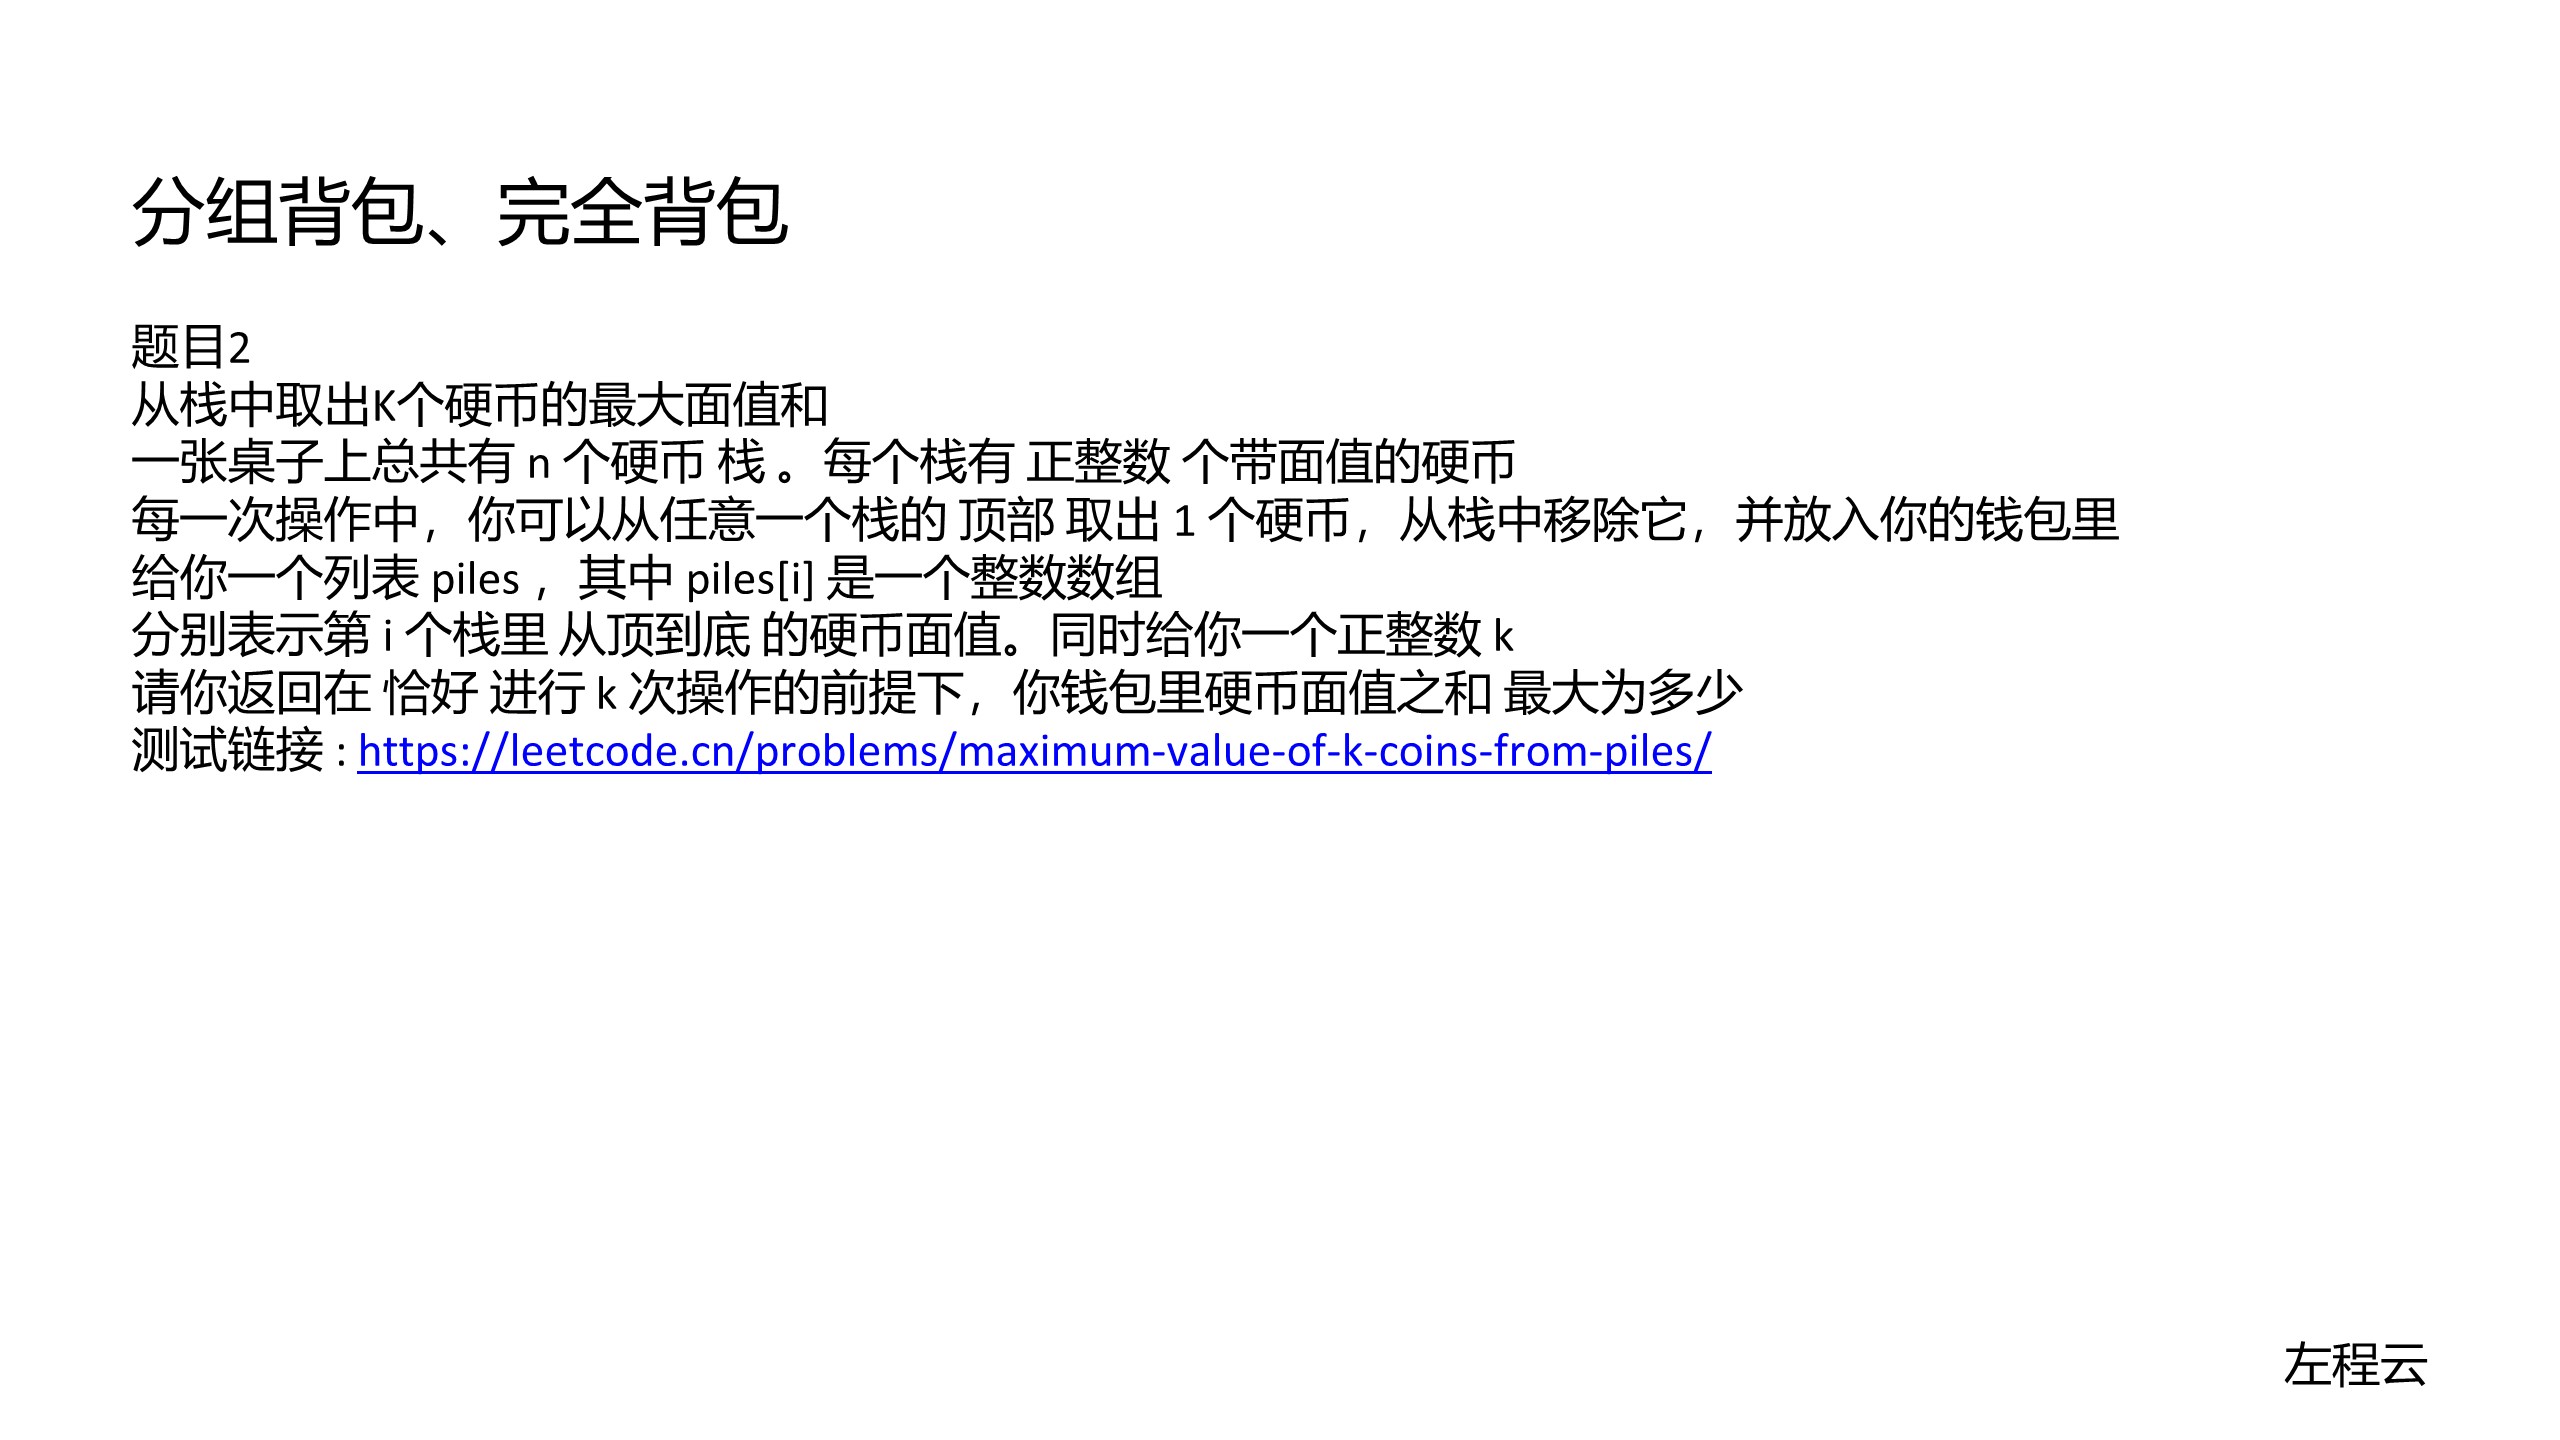 分组背包、完全背包
题目2
从栈中取出K个硬币的最大面值和
一张桌子上总共有 n 个硬币 栈 。每个栈有 正整数 个带面值的硬币
每一次操作中，你可以从任意一个栈的 顶部 取出 1 个硬币，从栈中移除它，并放入你的钱包里
给你一个列表 piles ，其中 piles[i] 是一个整数数组
分别表示第 i 个栈里 从顶到底 的硬币面值。同时给你一个正整数 k
请你返回在 恰好 进行 k 次操作的前提下，你钱包里硬币面值之和 最大为多少
测试链接 : https://leetcode.cn/problems/maximum-value-of-k-coins-from-piles/
左程云